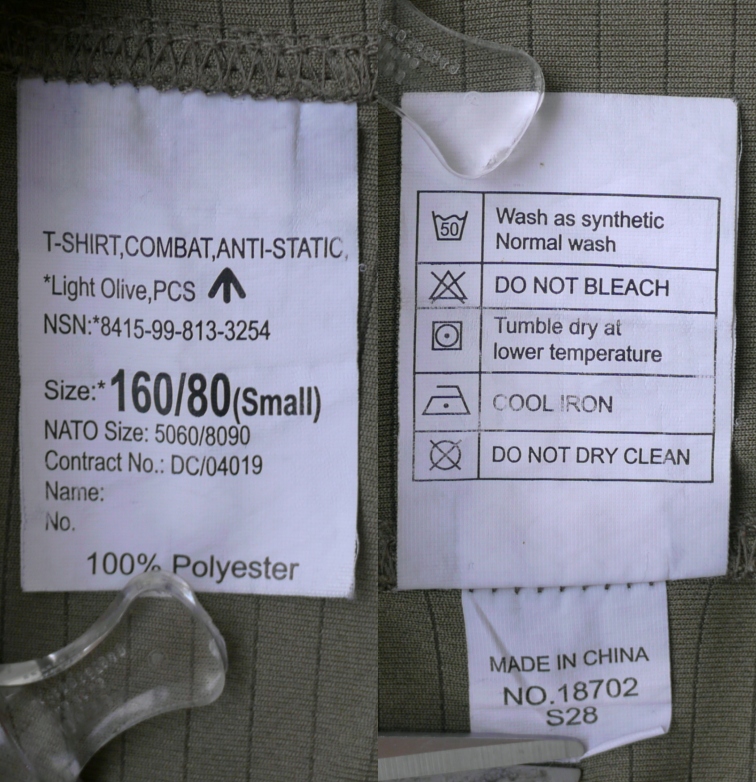 T-SHIRT,COMBAT,ANTI-STATIC,
*Light Olive,PCS
NSN:*8415-99-813-3254
Size:*160/80(Small)
NATO Size: 5060/8090
Contract No.: DC/04019
Name:
No.
100% Polyester
50
Wash as synthetic
Normal wash
DO NOT BLEACH
Tumble dry at
lower temperature
COOL IRON
DO NOT DRY CLEAN
MADE IN CHINA
NO.18702
S28